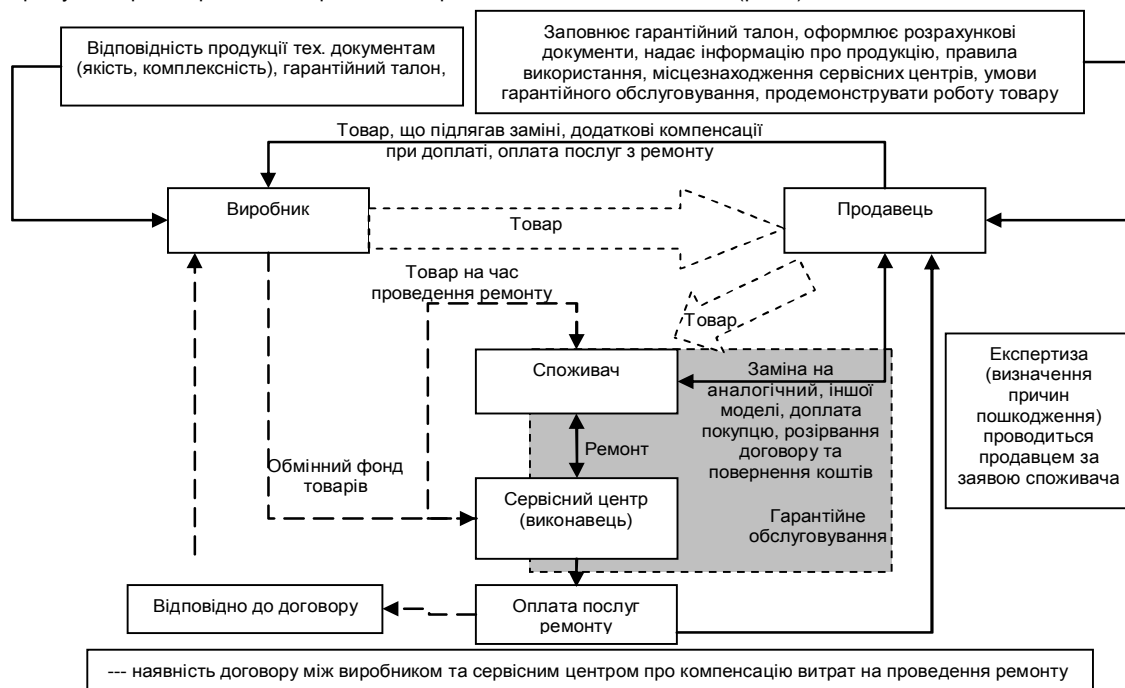 Відповідність продукції тех. документам
(якість, комплексність), гарантійний талон,
Заповнює гарантійний талон, оформлює розрахункові
документи, надає інформацію про продукцію, правила
використання, місцезнаходження сервісних центрів, умови
гарантійного обслуговування, продемонструвати роботу товару
Товар, що підлягав заміні, додаткові компенсації
при доплаті, оплата послуг з ремонту
Виробник
Товар
Продавець
Товар на час
проведення ремонту
Товар
Споживач
Заміна на
аналогічний, іншої
моделі, доплата
покупцю, розірвання
договору та
повернення коштів
Експертиза
(визначення
причин
пошкодження)
проводиться
продавцем за
заявою споживача
Ремонт
Обмінний фонд
товарів
Сервісний центр
(виконавець)
Гарантійне
обслуговування
Відповідно до договору
Оплата послуг
ремонту
--- наявність договору між виробником та сервісним центром про компенсацію витрат на проведення ремонту